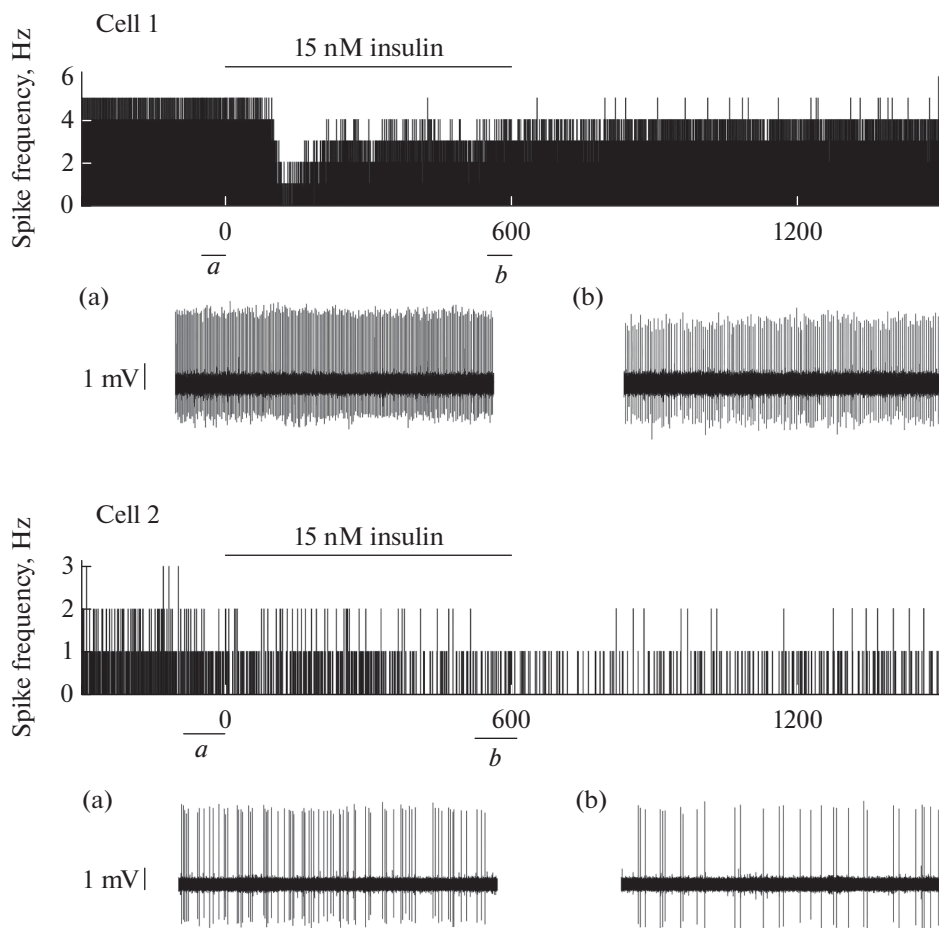 Cell 1
15 nM insulin
Spike frequency, Hz
6
4
2
0
0 600 1200
a b
(a) (b)
1 mV
Cell 2
15 nM insulin
Spike frequency, Hz
3
2
1
0
0 600 1200
a b
(a) (b)
1 mV